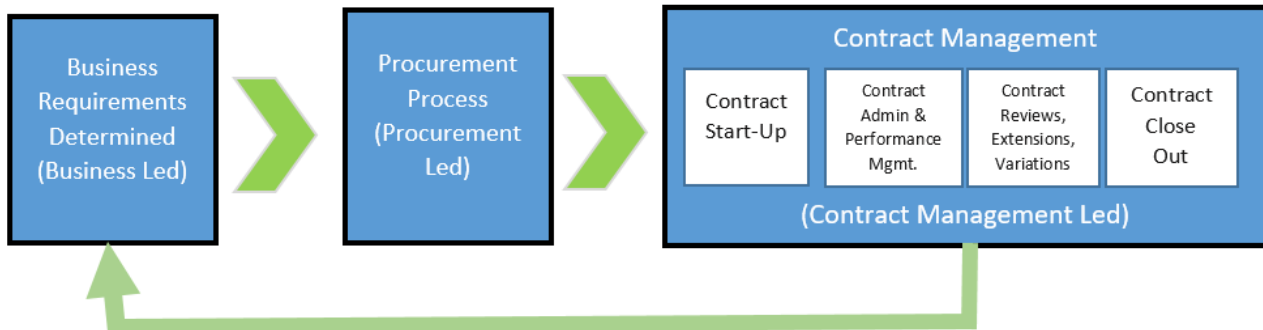 Business
Requirements
Determined
(Business Led)
Procurement
Process
(Procurement
Led)
Contract Management
Contract
Start-Up
Contract
Admin &
Performance
Mgmt.
Contract
Reviews,
Extensions,
Variations
Contract
Close
Out
(Contract Management Led)